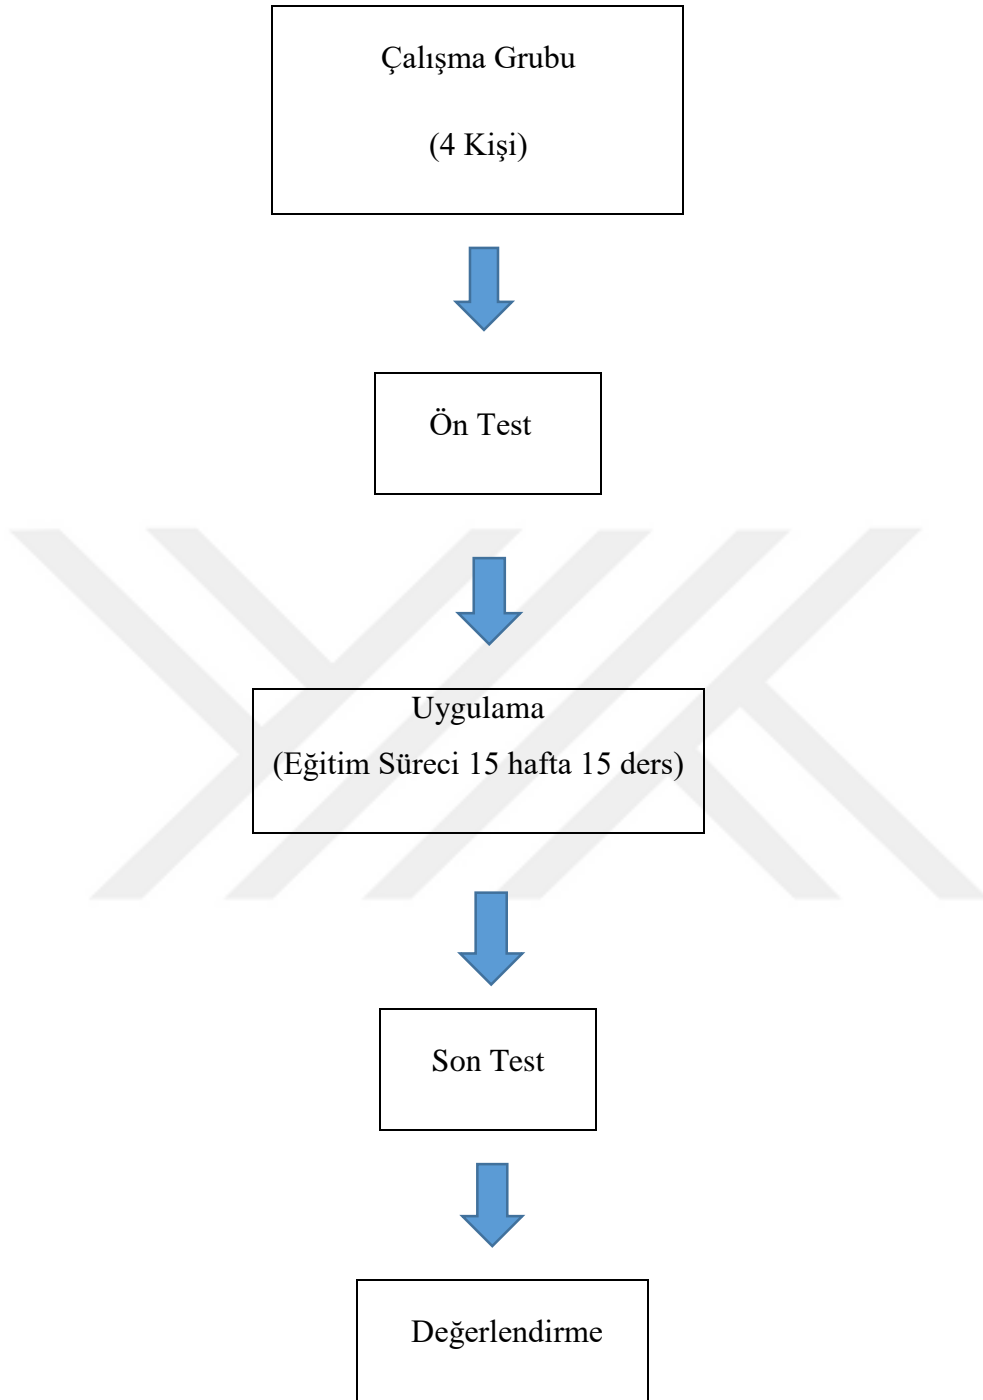 Çalışma Grubu
(4 Kişi)
Ön Test
Uygulama
(Eğitim Süreci 15 hafta 15 ders)
Son Test
Değerlendirme